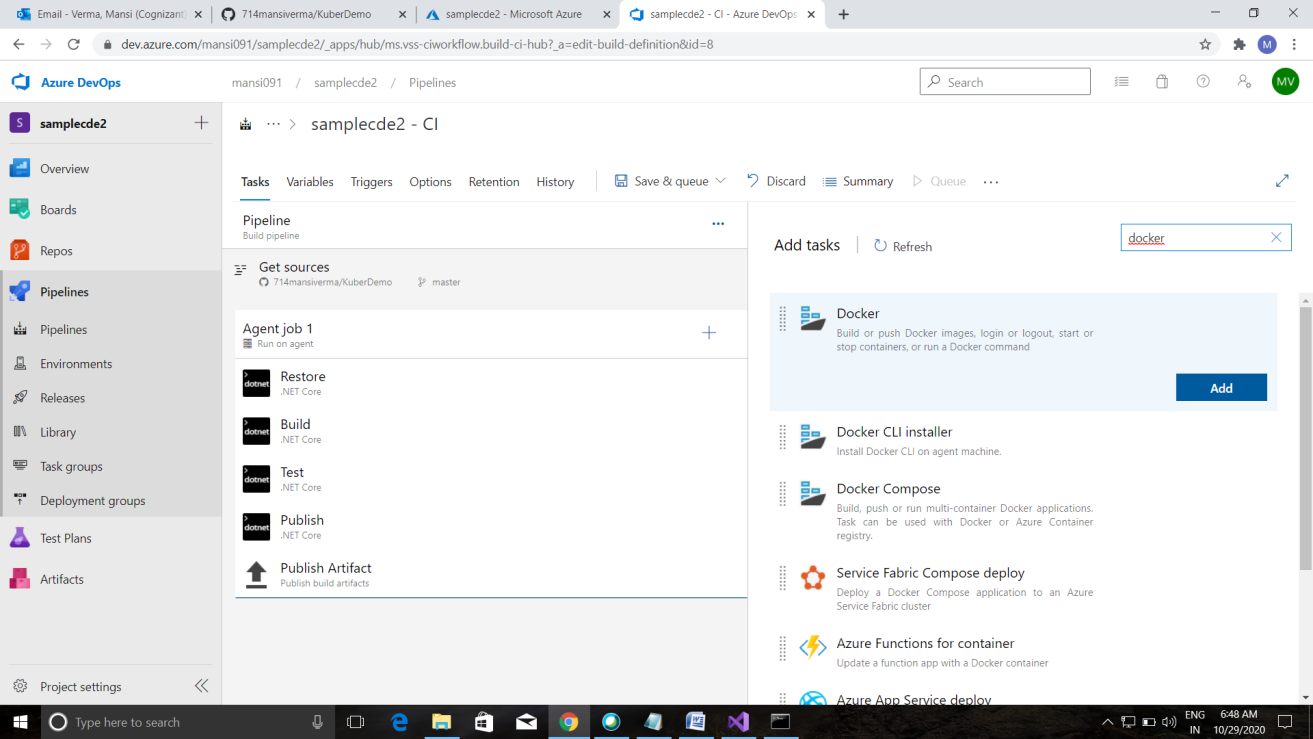 Email - Verma, Mansi (Cognizant)
714mansiverma/KuberDemo
samplecde2 - Microsoft Azure
samplecde2 - CI - Azure DevOps
dev.azure.com/mansi091/samplecde2/_apps/hub/ms.vss-ciworkflow.build-ci-hub?_a=edit-build-definition&id=8
M
Azure DevOps
mansi091 / samplecde2 / Pipelines
Search
MV
S samplecde2
Overview
Boards
Repos
Pipelines
Pipelines
Environments
Releases
Library
Task groups
Deployment groups
Test Plans
Artifacts
Project settings
samplecde2 - CI
Tasks Variables Triggers Options Retention History Save & queue Discard Summary Queue
Pipeline
Build pipeline
Get sources
714mansiverma/KuberDemo master
Agent job 1
Run on agent
dotnet Restore
.NET Core
dotnet Build
.NET Core
dotnet Test
.NET Core
dotnet Publish
.NET Core
Publish Artifact
Publish build artifacts
Add tasks Refresh docker
Docker
Build or push Docker images, login or logout, start or
stop containers, or run a Docker command
Add
Docker CLI installer
Install Docker CLI on agent machine.
Docker Compose
Build, push or run multi-container Docker applications.
Task can be used with Docker or Azure Container
registry.
Service Fabric Compose deploy
Deploy a Docker Compose application to an Azure
Service Fabric cluster
Azure Functions for container
Update a function app with a Docker container
Azure App Service deploy
Type here to search
ENG
IN
6:48 AM
10/29/2020